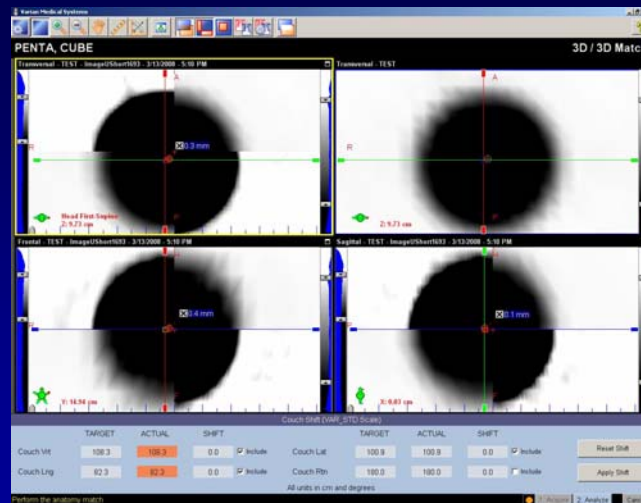 Varian Medical Systems
PENTA, CUBE
3D / 3D Matc
Transversal - TEST - ImageUShort1693 - 3/13/2008 - 5:10 PM
Transversal - TEST
A
A
R
0.3 mm
P
P
Head First-Supine
Z: 9.73 cm
Z: 9.73 cm
Frontal - TEST - ImageUShort1693 - 3/13/2008 - 5:10 PM
Sagittal - TEST - ImageUShort1693 - 3/13/2008 - 5:10 PM
0.4 mm
0.1 mm
Y: 14.94 cm
X: 0.03 cm
Couch Shift (VAR_STD Scale)
TARGET ACTUAL SHIFT TARGET ACTUAL SHIFT
Couch Vrt 108.3 108.3 0.0 Include Couch Lat 100.9 100.9 0.0 Include Reset Shift
Couch Lng 82.3 82.3 0.0 Include Couch Rtn 180.0 180.0 0.0 Include Apply Shift
All units in cm and degrees
Perform the anatomy match
1. Acquire 2. Analyze